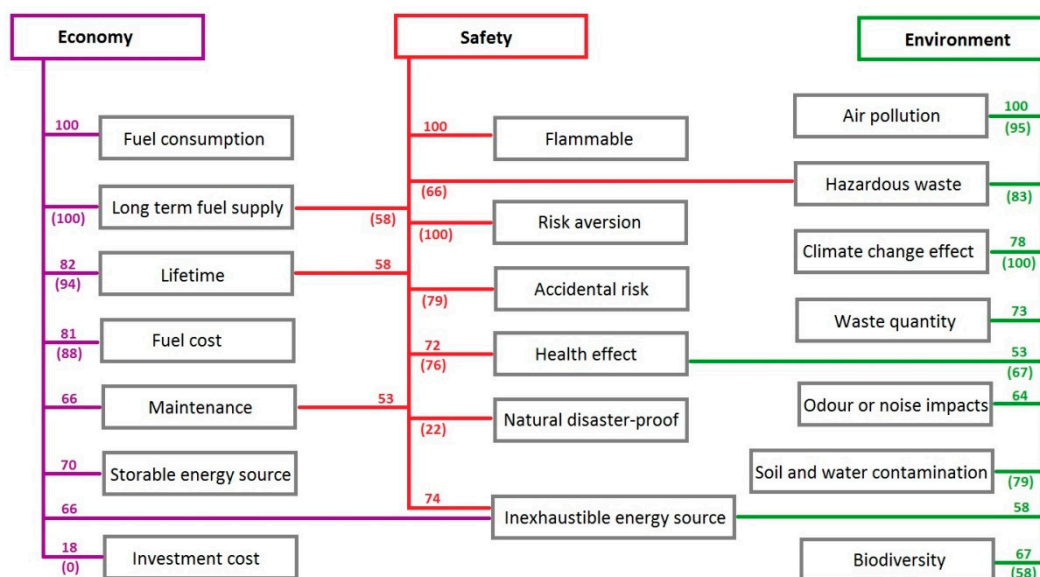 Economy
Safety
Environment
100
Fuel consumption
100
Flammable
Air pollution
100
(95)
(100)
Long term fuel supply
(58)
(66)
Hazardous waste
(83)
(100)
Risk aversion
82
(94)
Lifetime
58
(79)
Accidental risk
Climate change effect
78
(100)
81
(88)
Fuel cost
72
(76)
Health effect
53
(67)
Waste quantity
73
66
Maintenance
53
(22)
Natural disaster-proof
Odour or noise impacts
64
70
Storable energy source
Soil and water contamination
(79)
66
74
Inexhaustible energy source
58
18
(0)
Investment cost
Biodiversity
67
(58)